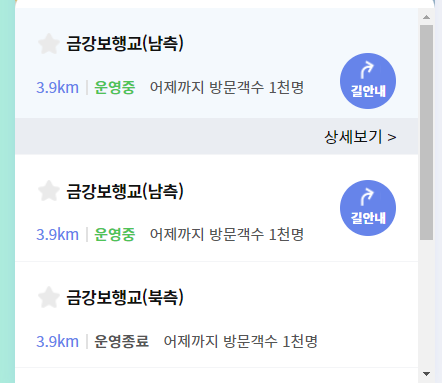 금강보행교(남측)
3.9km | 운영중 어제까지 방문객수 1천명
길안내
상세보기 >
금강보행교(남측)
3.9km | 운영중 어제까지 방문객수 1천명
길안내
금강보행교(북측)
3.9km | 운영종료 어제까지 방문객수 1천명